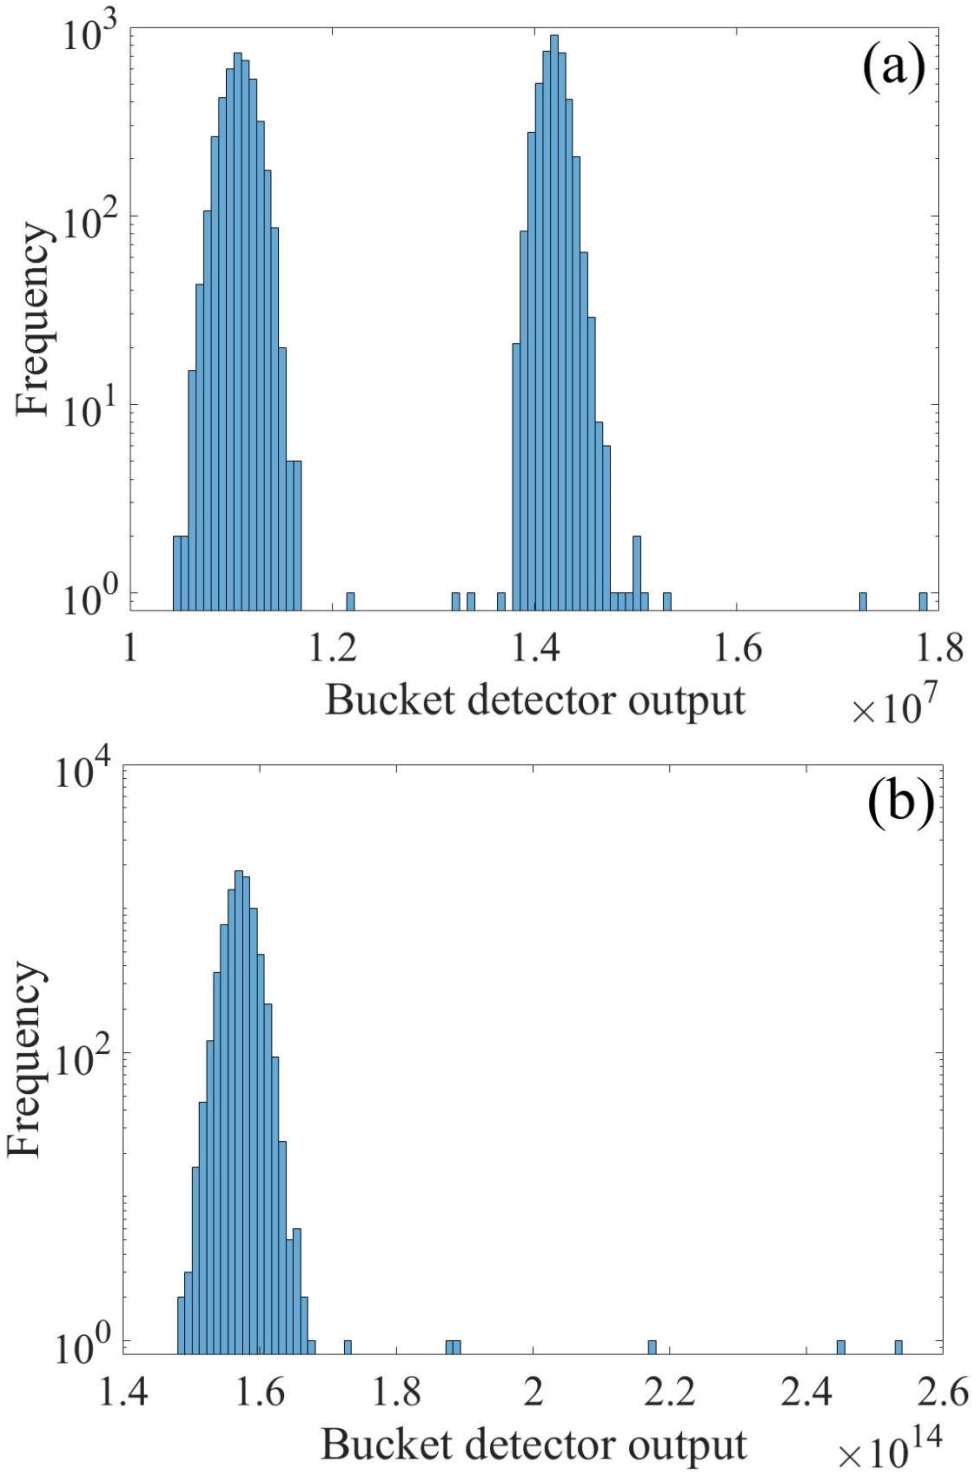 (a)
10^3
10^2
10^1
10^0
Frequency
1 1.2 1.4 1.6 1.8
Bucket detector output ×10^7
(b)
10^4
10^2
10^0
Frequency
1.4 1.6 1.8 2 2.2 2.4 2.6
Bucket detector output ×10^14